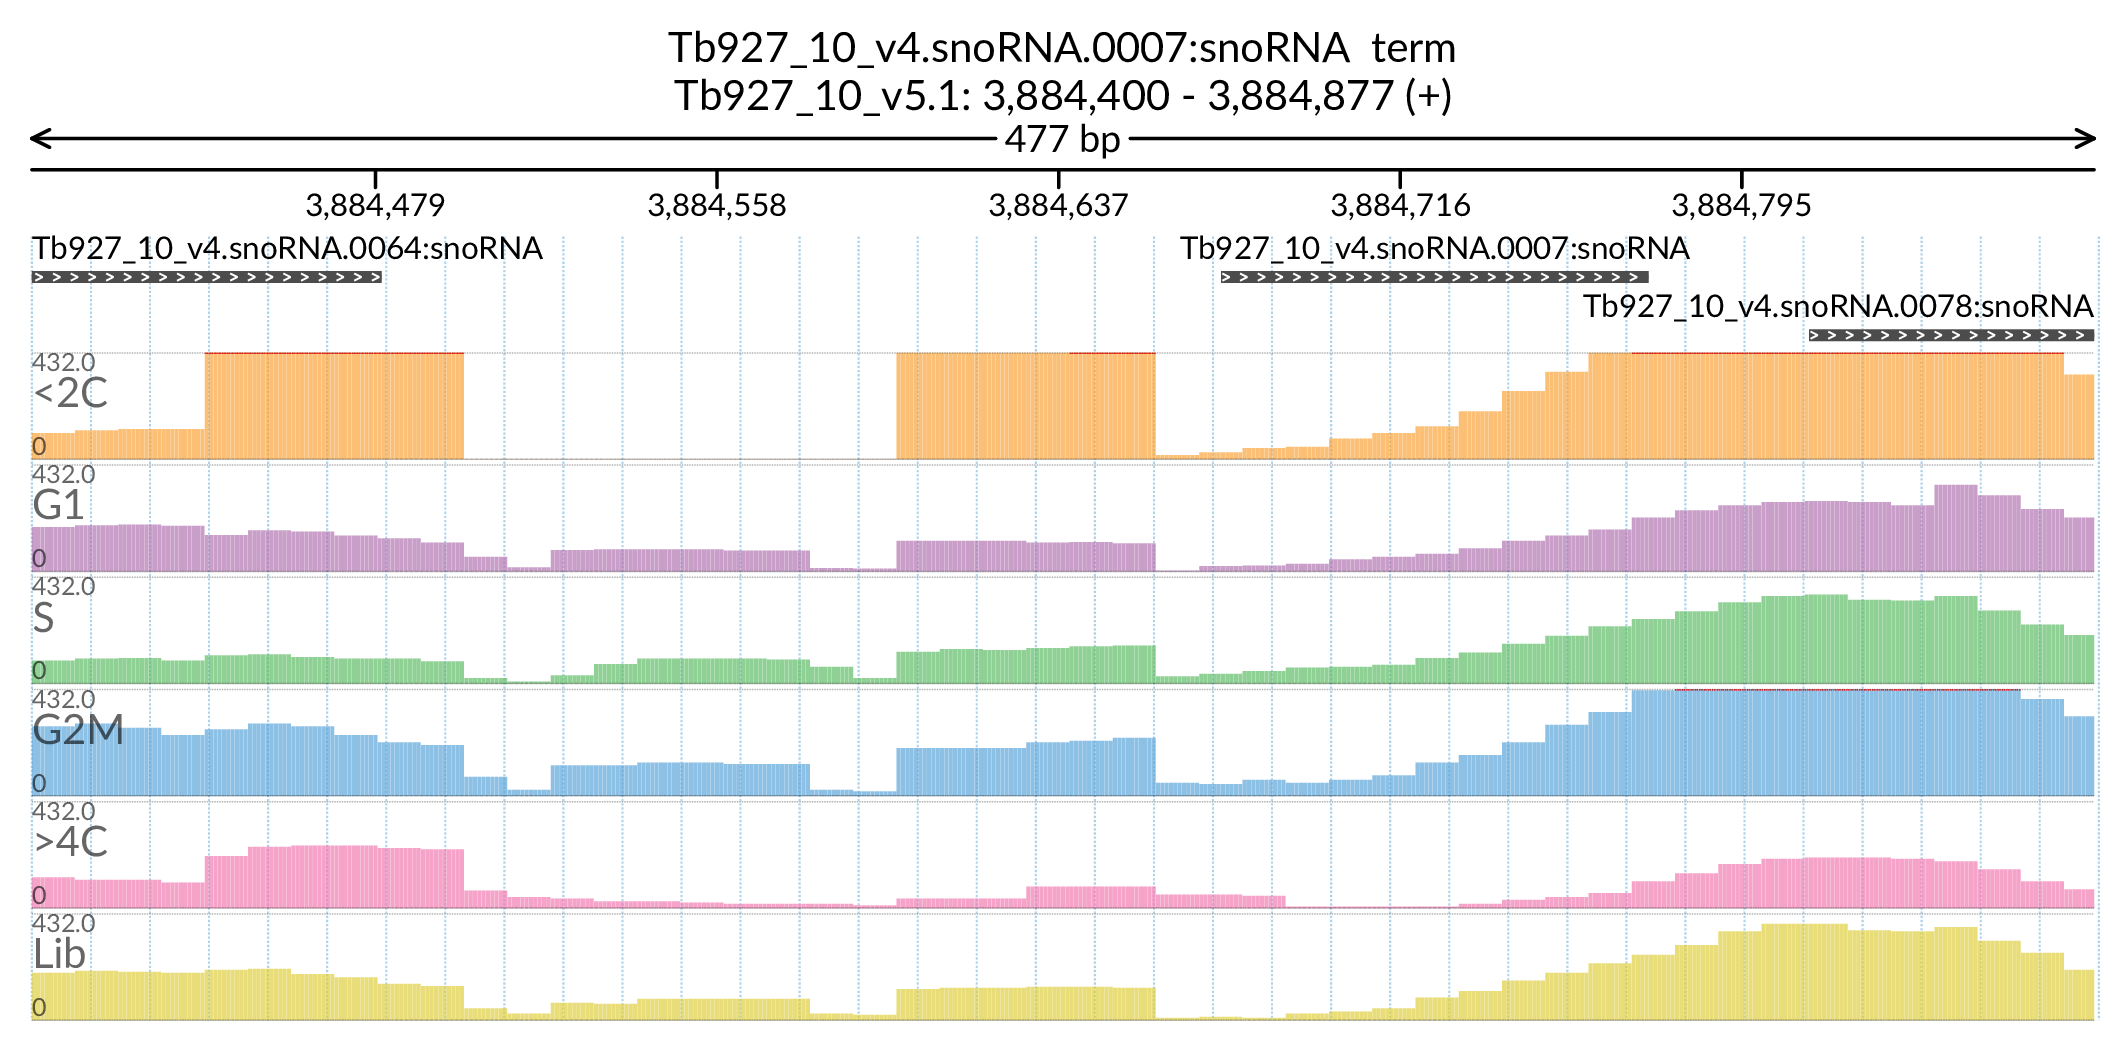 Tb927_10_v4.snoRNA.0007:snoRNA term
Tb927_10_v5.1: 3,884,400 - 3,884,877 (+)
477 bp
3,884,479 3,884,558 3,884,637 3,884,716 3,884,795
Tb927_10_v4.snoRNA.0064:snoRNA Tb927_10_v4.snoRNA.0007:snoRNA
Tb927_10_v4.snoRNA.0078:snoRNA
432.0
<2C
0
432.0
G1
0
432.0
S
0
432.0
G2M
0
432.0
>4C
0
432.0
Lib
0